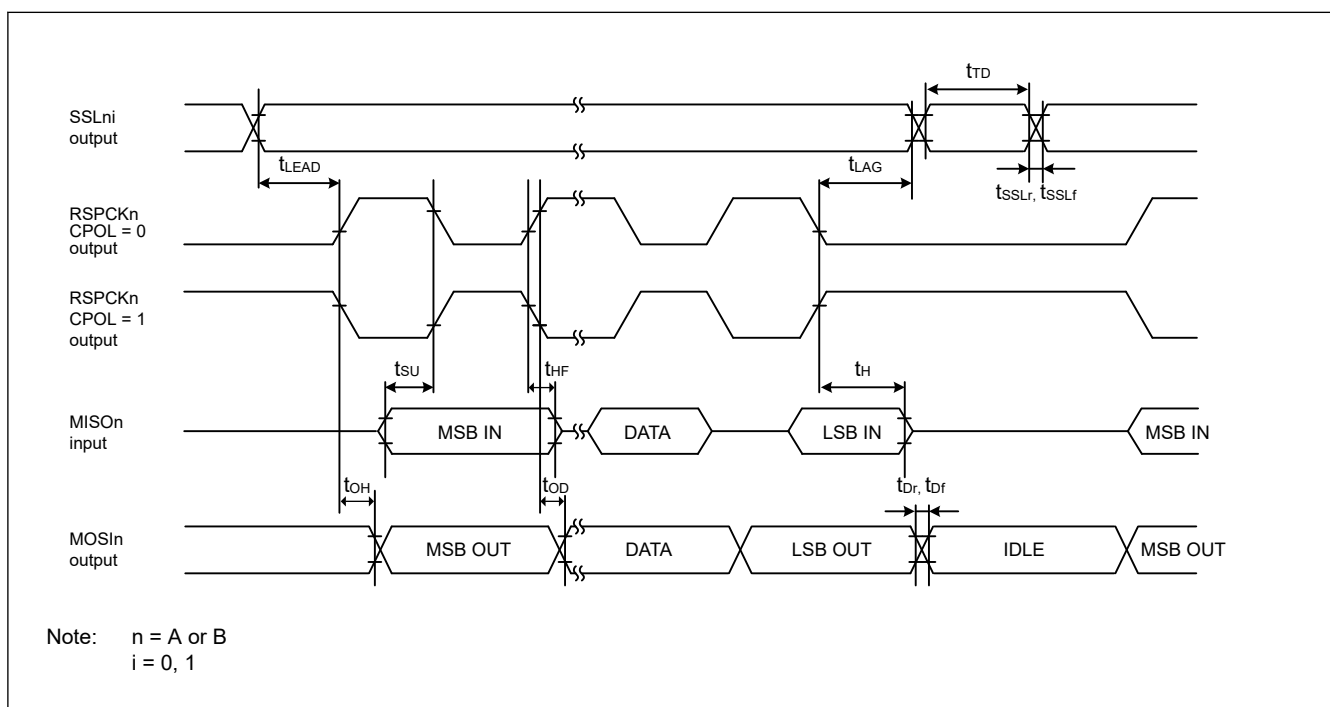 tTD
SSLni
output
tLEAD
tLAG
tSSLr, tSSLf
RSPCKn
CPOL = 0
output
RSPCKn
CPOL = 1
output
tSU
tHF
tH
MISOn
input
MSB IN
DATA
LSB IN
MSB IN
tOH
tOD
tDr, tDf
MOSIn
output
MSB OUT
DATA
LSB OUT
IDLE
MSB OUT
Note: n = A or B
i = 0, 1